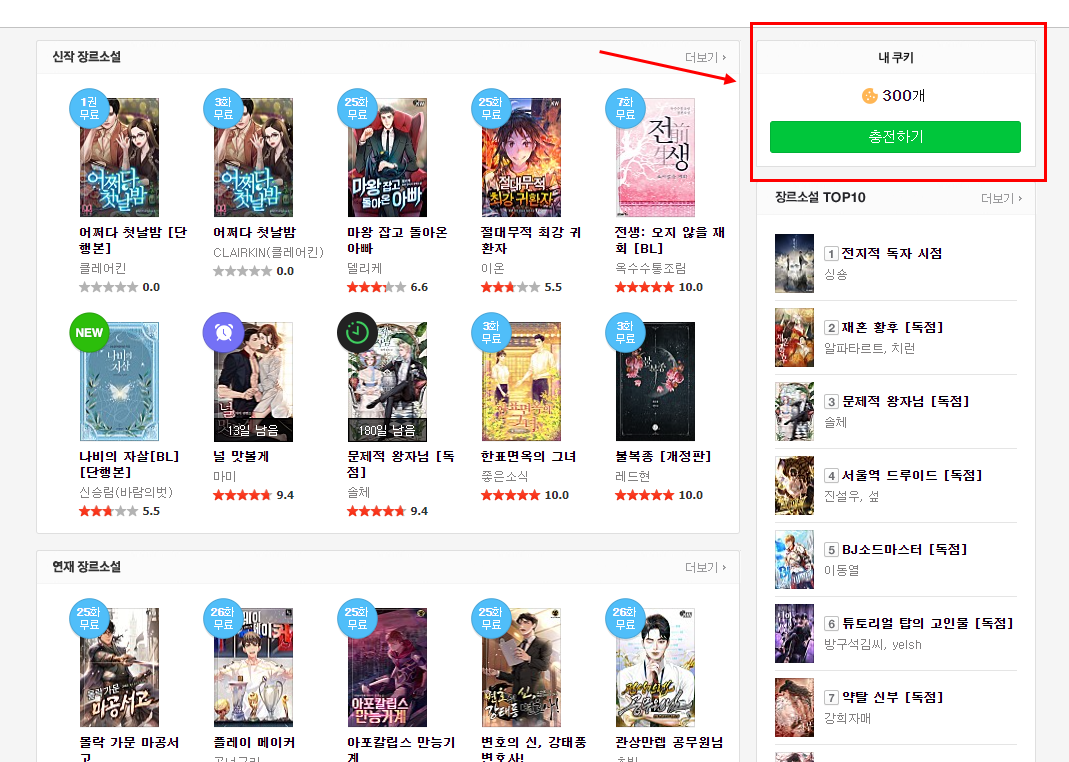 신작 장르소설
더보기 ›
1권
무료
3화
무료
25화
무료
25화
무료
7화
무료
어쩌다
첫날밤
어쩌다
첫날밤
마왕 잡고
돌아온 아빠
절대무적
최강 귀환자
전생
前
生
어쩌다 첫날밤 [단
행본]
클레어킨
0.0
어쩌다 첫날밤
CLAIRKIN(클레어킨)
0.0
마왕 잡고 돌아온
아빠
델리케
6.6
절대무적 최강 귀
환자
이온
5.5
전생: 오지 않을 재
회 [BL]
옥수수통조림
10.0
NEW
3화
무료
3화
무료
나비의
자살
널
13일 남음
180일 남음
나비의 자살[BL]
[단행본]
신승림(바람의벗)
5.5
널 맛볼게
마미
9.4
문제적 왕자님 [독
점]
솔체
9.4
한표면옥의 그녀
좋은소식
10.0
불복종 [개정판]
레드현
10.0
연재 장르소설
더보기 ›
25화
무료
26화
무료
25화
무료
25화
무료
26화
무료
몰락 가문
마공서고
플레이
메이커
아포칼립스
만능기계
변호의 신,
강태풍 변호사!
관상만렙
공무원님
몰락 가문 마공서
고
플레이 메이커
아포칼립스 만능기
계
변호의 신, 강태풍
변호사!
관상만렙 공무원님
내 쿠키
300개
충전하기
장르소설 TOP10
더보기 ›
1 전지적 독자 시점
싱숑
2 재혼 황후 [독점]
알파타르트, 치런
3 문제적 왕자님 [독점]
솔체
4 서울역 드루이드 [독점]
진설우, 섶
5 BJ소드마스터 [독점]
이동열
6 튜토리얼 탑의 고인물 [독점]
방구석김씨, yeish
7 약탈 신부 [독점]
강희자매